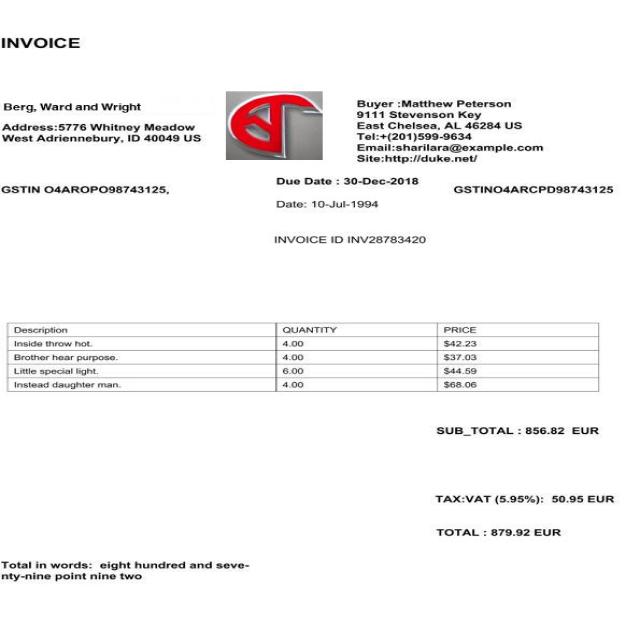 INVOICE
Berg, Ward and Wright
Address:5776 Whitney Meadow
West Adriennebury, ID 40049 US
Buyer :Matthew Peterson
9111 Stevenson Key
East Chelsea, AL 46284 US
Tel:+(201)599-9634
Email:sharilara@example.com
Site:http://duke.net/
GSTIN O4AROPO98743125,
Due Date : 30-Dec-2018
GSTINO4ARCPD98743125
Date: 10-Jul-1994
INVOICE ID INV28783420
Description QUANTITY PRICE
Inside throw hot. 4.00 $42.23
Brother hear purpose. 4.00 $37.03
Little special light. 6.00 $44.59
Instead daughter man. 4.00 $68.06
SUB_TOTAL : 856.82 EUR
TAX:VAT (5.95%): 50.95 EUR
TOTAL : 879.92 EUR
Total in words: eight hundred and seve-
nty-nine point nine two